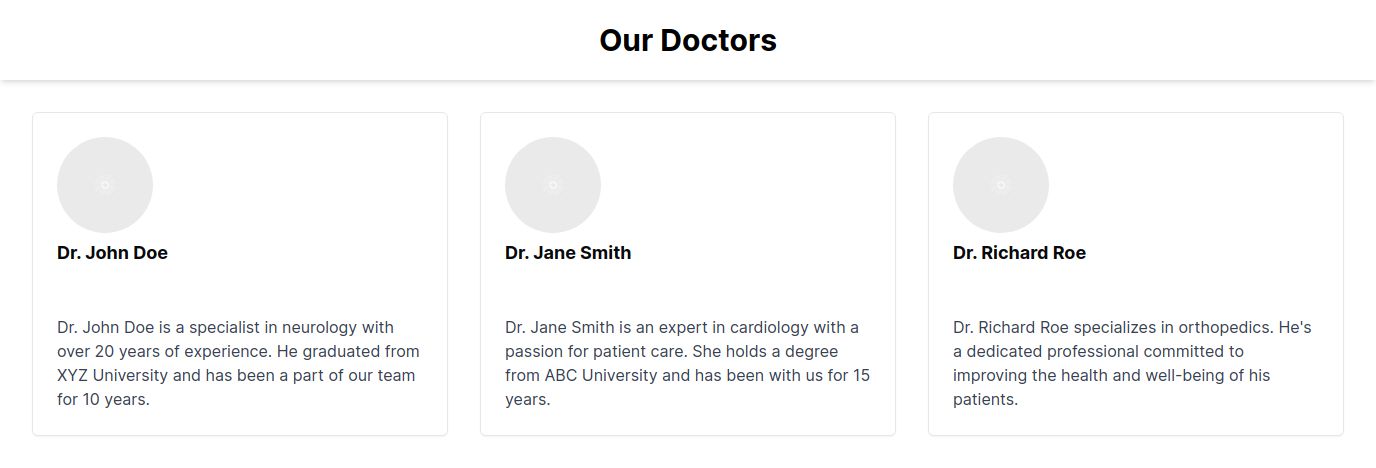 Our Doctors
Dr. John Doe
Dr. John Doe is a specialist in neurology with
over 20 years of experience. He graduated from
XYZ University and has been a part of our team
for 10 years.
Dr. Jane Smith
Dr. Jane Smith is an expert in cardiology with a
passion for patient care. She holds a degree
from ABC University and has been with us for 15
years.
Dr. Richard Roe
Dr. Richard Roe specializes in orthopedics. He's
a dedicated professional committed to
improving the health and well-being of his
patients.